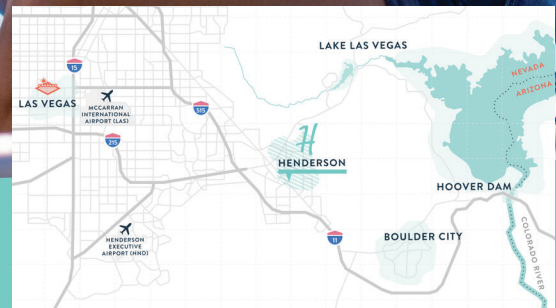 LAKE LAS VEGAS
NEVADA
ARIZONA
15
LAS VEGAS
MCCARRAN
INTERNATIONAL
AIRPORT (LAS)
515
215
H
HENDERSON
HOOVER DAM
HENDERSON
EXECUTIVE
AIRPORT (HND)
11
BOULDER CITY
COLORADO RIVER